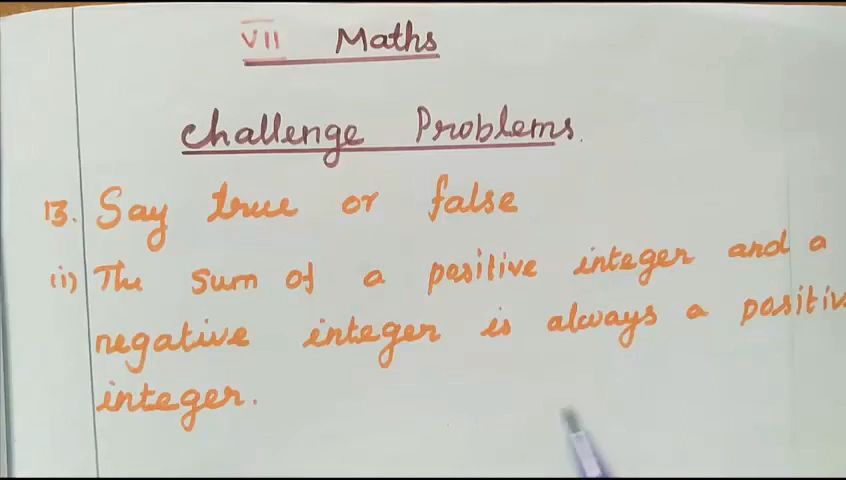 VII Maths
Challenge Problems.
13. Say true or false
(i) The sum of a positive integer and a
negative integer is always a positive
integer.